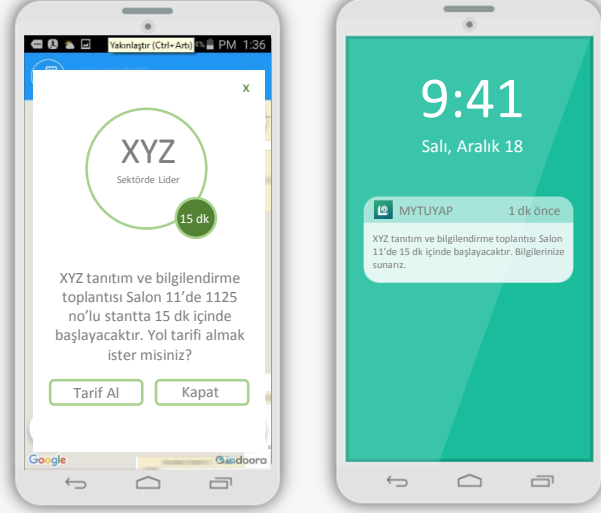 Yakınlaştır (Ctrl+Artı)
4% PM 1:36
x
XYZ
Sektörde Lider
15 dk
XYZ tanıtım ve bilgilendirme
toplantısı Salon 11’de 1125
no’lu stantta 15 dk içinde
başlayacaktır. Yol tarifi almak
ister misiniz?
Tarif Al
Kapat
Google
indoora
9:41
Salı, Aralık 18
MYTUYAP
1 dk önce
XYZ tanıtım ve bilgilendirme toplantısı Salon
11’de 15 dk içinde başlayacaktır. Bilgilerinize
sunarız.